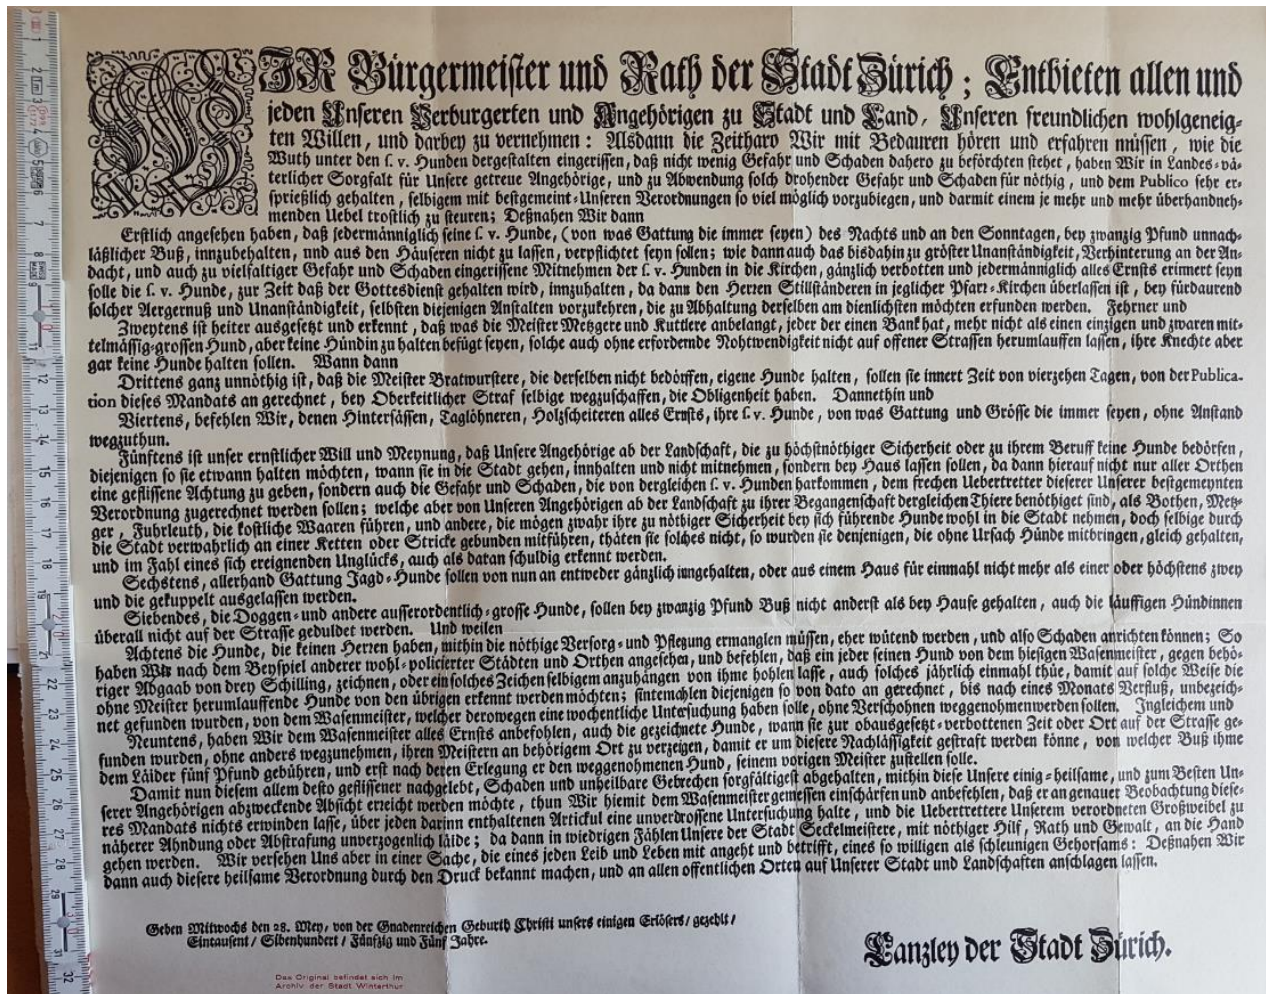 WIR Bürgermeister und Rath der Stadt Zürich; Entbieten allen und
jeden Unseren Verburgerten und Angehörigen zu Stadt und Land, Unseren freundlichen wohlgeneig-
ten Willen, und darbey zu vernehmen: Alsdann die Zeitharo Wir mit Bedauren hören und erfahren müssen, wie die
Wuth unter den s. v. Hunden dergestalten eingerissen, daß nicht wenig Gefahr und Schaden dahero zu beförchten stehet, haben Wir in Landes-vä-
terlicher Sorgfalt für Unsere getreue Angehörige, und zu Abwendung solch drohender Gefahr und Schaden für nöthig, und dem Publico sehr er-
sprießlich gehalten, selbigem mit bestgemeint-Unseren Verordnungen so viel möglich vorzubiegen, und darmit einem je mehr und mehr überhandneh-
menden Uebel trostlich zu steuren; Deßnahen Wir dann
Erstlich angesehen haben, daß jedermänniglich seine s. v. Hunde, (von was Gattung die immer seyen) des Nachts und an den Sonntagen, bey zwanzig Pfund unnach-
läßlicher Buß, innzubehalten, und aus den Häuseren nicht zu lassen, verpflichtet seyn sollen; wie dann auch das bisdahin zu gröster Unanständigkeit, Verhinterung an der An-
dacht, und auch zu vielfaltiger Gefahr und Schaden eingerissene Mitnehmen der s. v. Hunden in die Kirchen, gänzlich verbotten und jedermänniglich alles Ernsts erinnert seyn
solle die s. v. Hunde, zur Zeit daß der Gottesdienst gehalten wird, innzuhalten, da dann den Herzen Stillständeren in jeglicher Pfarr-Kirchen überlassen ist, bey fürdaurend
solcher Aergernuß und Unanständigkeit, selbsten diejenigen Anstalten vorzukehren, die zu Abhaltung derselben am dienlichsten möchten erfunden werden. Fehrner und
Zweytens ist heiter ausgesetzt und erkennt, daß was die Meister Metzgere und Kuttlere anbelangt, jeder der einen Bank hat, mehr nicht als einen einzigen und zwaren mit-
telmässig-grossen Hund, aber keine Hündin zu halten befügt seyen, solche auch ohne erfordernde Nohtwendigkeit nicht auf offener Strassen herumlauffen lassen, ihre Knechte aber
gar keine Hunde halten sollen. Wann dann
Drittens ganz unnöthig ist, daß die Meister Bratwurstere, die derselben nicht bedörffen, eigene Hunde halten, sollen sie innert Zeit von vierzehen Tagen, von der Publica-
tion dieses Mandats an gerechnet, bey Oberkeitlicher Straf selbige wegzuschaffen, die Obligenheit haben. Dannethin und
Viertens, befehlen Wir, denen Hintersässen, Taglöhneren, Holzscheiteren alles Ernsts, ihre s. v. Hunde, von was Gattung und Grösse die immer seyen, ohne Anstand
wegzuthun.
Fünftens ist unser ernstlicher Will und Meynung, daß Unsere Angehörige ab der Landschaft, die zu höchstnöthiger Sicherheit oder zu ihrem Beruff keine Hunde bedörfen,
diejenigen so sie etwann halten möchten, wann sie in die Stadt gehen, innhalten und nicht mitnehmen, sondern bey Haus lassen sollen, da dann hierauf nicht nur aller Orthen
eine geflissene Achtung zu geben, sondern auch die Gefahr und Schaden, die von dergleichen s. v. Hunden harkommen, dem frechen Uebertretter dieserer Unserer bestgemeynten
Verordnung zugerechnet werden sollen; welche aber von Unseren Angehörigen ab der Landschaft zu ihrer Begangenschaft dergleichen Thiere benöthiget sind, als Bothen, Metz-
ger, Fuhrleuth, die kostliche Waaren führen, und andere, die mögen zwahr ihre zu nöthiger Sicherheit bey sich führende Hunde wohl in die Stadt nehmen, doch selbige durch
die Stadt verwahrlich an einer Ketten oder Stricke gebunden mitführen, thäten sie solches nicht, so wurden sie denjenigen, die ohne Ursach Hünde mitbringen, gleich gehalten,
und im Fahl eines sich ereignenden Unglücks, auch als daran schuldig erkennt werden.
Sechstens, allerhand Gattung Jagd-Hunde sollen von nun an entweder gänzlich inngehalten, oder aus einem Haus für einmahl nicht mehr als einer oder höchstens zwey
und die gekuppelt ausgelassen werden.
Siebendes, die Doggen- und andere ausserordentlich-grosse Hunde, sollen bey zwanzig Pfund Buß nicht anderst als bey Hause gehalten, auch die läuffigen Hündinnen
überall nicht auf der Strasse geduldet werden. Und weilen
Achtens die Hunde, die keinen Herren haben, mithin die nöthige Versorg- und Pflegung ermanglen müssen, eher wütend werden, und also Schaden anrichten können; So
haben Wir nach dem Beyspiel anderer wohl-policierter Städten und Orthen angesehen, und befehlen, daß ein jeder seinen Hund von dem hiesigen Wasenmeister, gegen behö-
riger Abgaab von drey Schilling, zeichnen, oder ein solches Zeichen selbigem anzuhängen von ihme hohlen lasse, auch solches jährlich einmahl thüe, damit auf solche Weise die
ohne Meister herumlauffende Hunde von den übrigen erkennt werden möchten; sintemahlen diejenigen so von dato an gerechnet, bis nach eines Monats Verfluß, unbezeich-
net gefunden wurden, von dem Wasenmeister, welcher derowegen eine wochentliche Untersuchung haben solle, ohne Verschohnen weggenohmen werden sollen. Ingleichem und
Neuntens, haben Wir dem Wasenmeister alles Ernsts anbefohlen, auch die gezeichnete Hunde, wann sie zur obausgesetzt-verbottenen Zeit oder Ort auf der Strasse ge-
funden wurden, ohne anders wegzunehmen, ihren Meistern an behörigem Ort zu verzeigen, damit er um diesere Nachlässigkeit gestraft werden könne, von welcher Buß ihme
dem Läider fünf Pfund gebühren, und erst nach deren Erlegung er den weggenohmenen Hund, seinem vorigen Meister zustellen solle.
Damit nun diesem allem desto geflissener nachgelebt, Schaden und unheilbare Gebrechen sorgfältigest abgehalten, mithin diese Unsere einig-heilsame, und zum Besten Un-
serer Angehörigen abzweckende Absicht erzeicht werden möchte, thun Wir hiemit dem Wasenmeister gemessen einschärfen und anbefehlen, daß er an genauer Beobachtung diese-
res Mandats nichts erwinden lasse, über jeden darinn enthaltenen Articul eine unverdrossene Untersuchung halte, und die Uebertrettere Unserem verordneten Großweibel zu
näherer Ahndung oder Abstrafung unverzogenlich läide; da dann in wiedrigen Fählen Unsere der Stadt Seckelmeistere, mit nöthiger Hilf, Rath und Gewalt, an die Hand
gehen werden. Wir versehen Uns aber in einer Sache, die eines jeden Leib und Leben mit angeht und betrifft, eines so willigen als schleunigen Gehorsams: Deßnahen Wir
dann auch diesere heilsame Verordnung durch den Druck bekannt machen, und an allen offentlichen Orten auf Unserer Stadt und Landschaften anschlagen lassen.
Geben Mitwochs den 28. Mey, von der Gnadenreichen Geburth Christi unsers einigen Erlösers/ gezehlt/
Eintausent/ Sibenhundert/ Fünfzig und Fünf Jahre.
Canzley der Stadt Zürich.
Das Original befindet sich im
Archiv der Stadt Winterthur